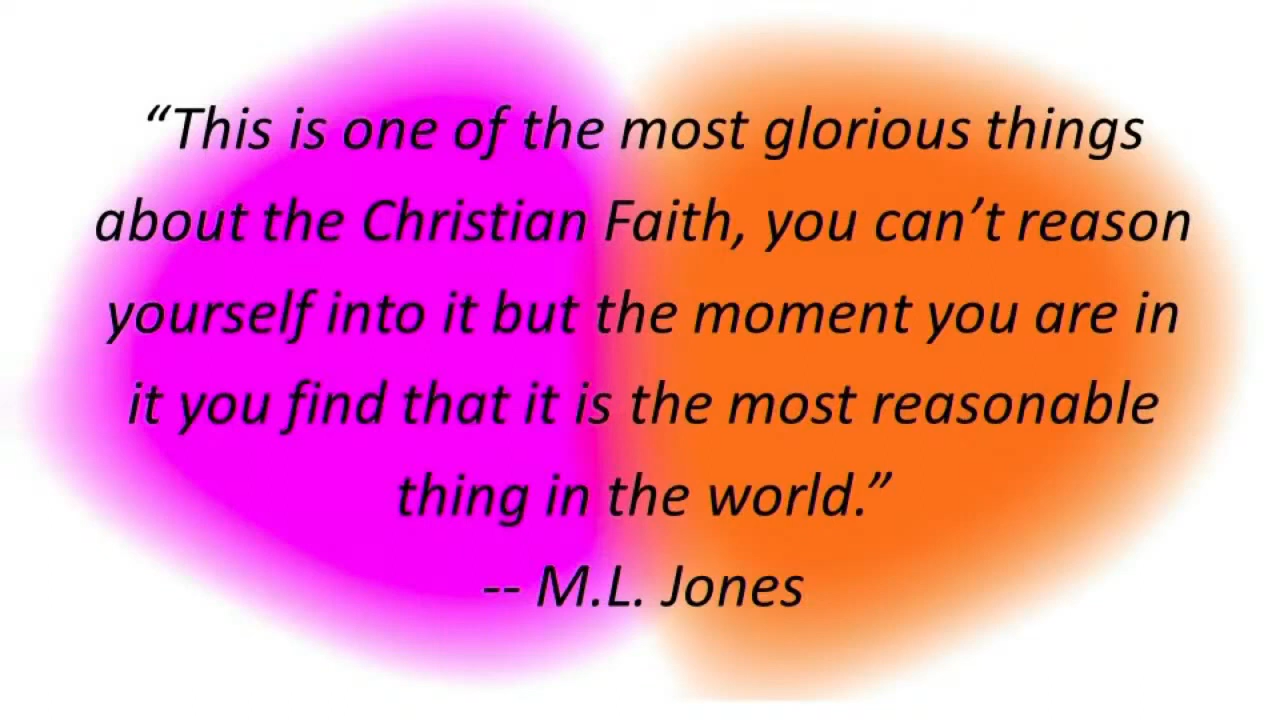 “This is one of the most glorious things
about the Christian Faith, you can’t reason
yourself into it but the moment you are in
it you find that it is the most reasonable
thing in the world.”
-- M.L. Jones